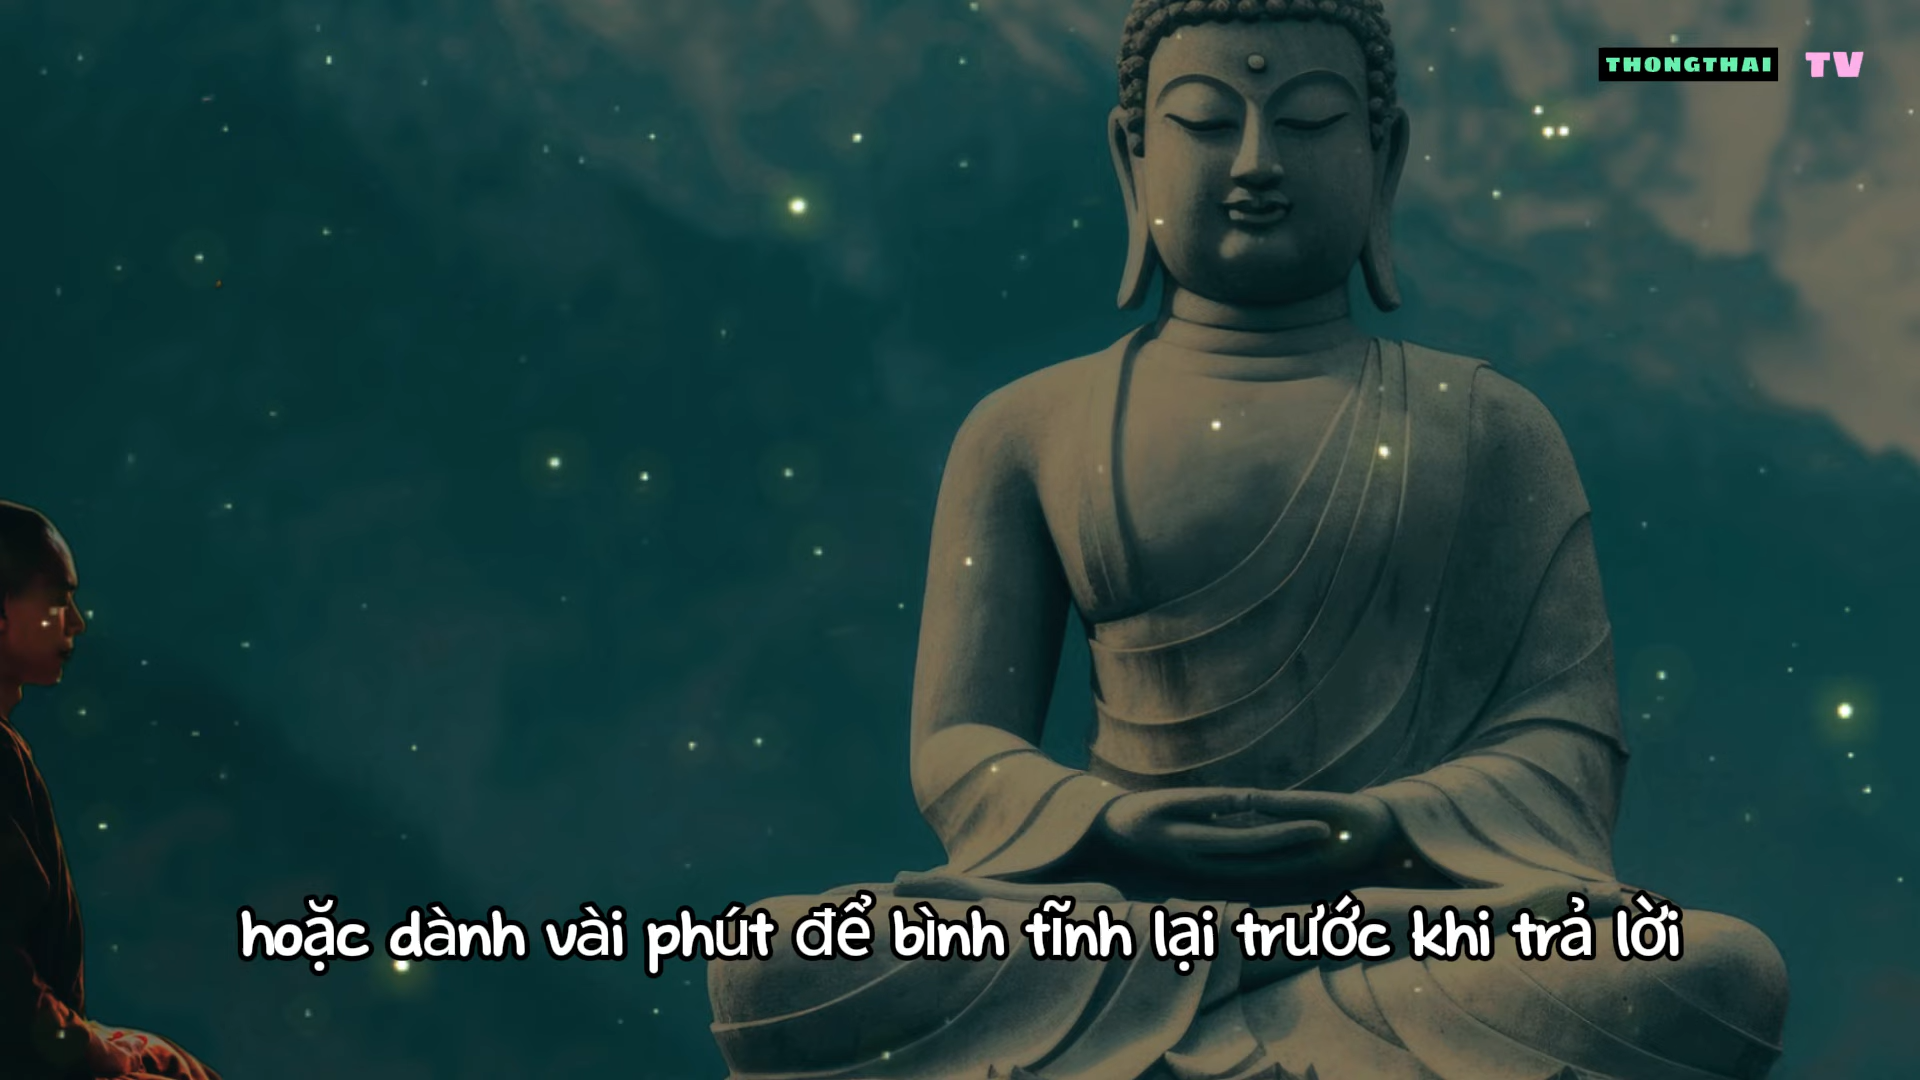 THONGTHAI TV
hoặc dành vài phút để bình tĩnh lại trước khi trả lời